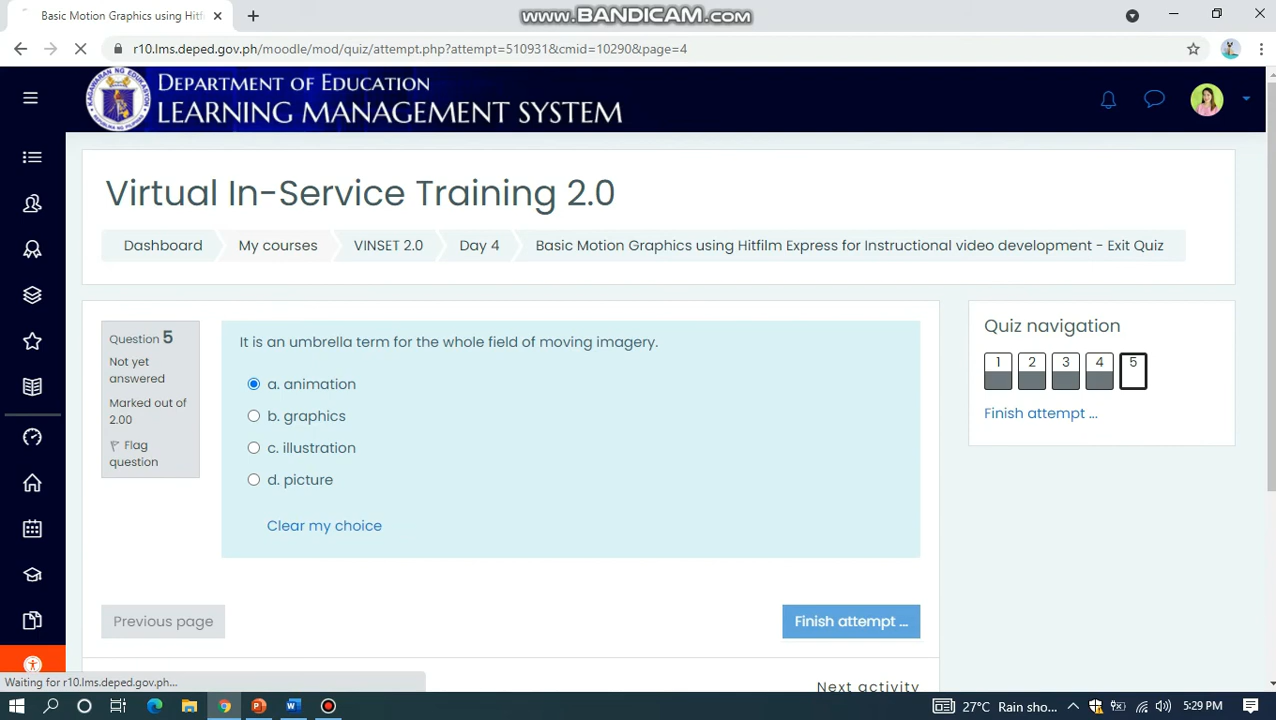 Basic Motion Graphics using Hitf
www.BANDICAM.com
r10.lms.deped.gov.ph/moodle/mod/quiz/attempt.php?attempt=510931&cmid=10290&page=4
DEPARTMENT OF EDUCATION
LEARNING MANAGEMENT SYSTEM
Virtual In-Service Training 2.0
Dashboard
My courses
VINSET 2.0
Day 4
Basic Motion Graphics using Hitfilm Express for Instructional video development - Exit Quiz
Question 5
Not yet
answered
Marked out of
2.00
Flag
question
It is an umbrella term for the whole field of moving imagery.
a. animation
b. graphics
c. illustration
d. picture
Clear my choice
Previous page
Finish attempt ...
Next activity
Quiz navigation
1 2 3 4 5
Finish attempt ...
Waiting for r10.lms.deped.gov.ph...
27°C Rain sho...
5:29 PM